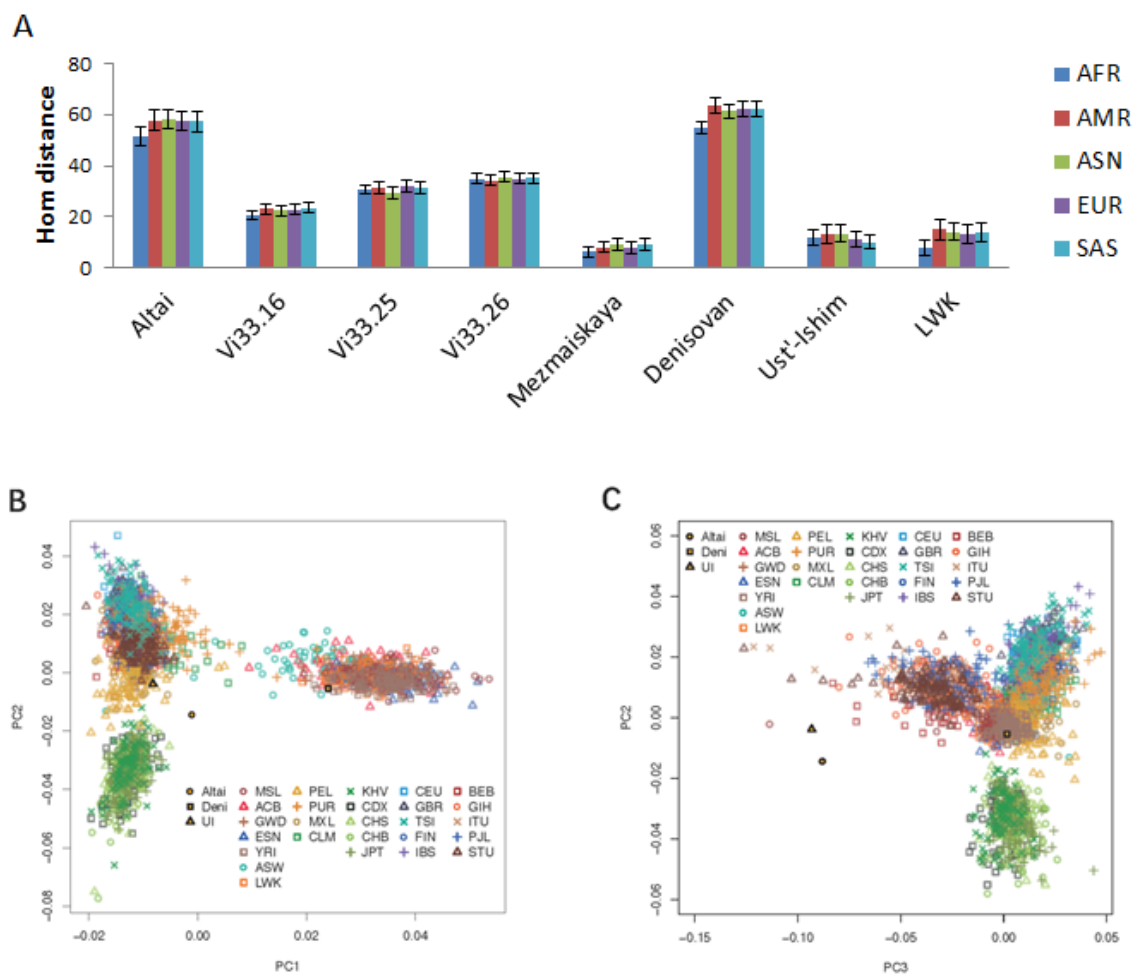 A
80
60
40
20
0
Hom distance
AFR
AMR
ASN
EUR
SAS
Altai
Vi33.16
Vi33.25
Vi33.26
Mezmaiskaya
Denisovan
Ust'-Ishim
LWK
B
0.04
0.02
0.00
-0.02
-0.04
-0.06
-0.08
PC2
Altai MSL PEL KHV CEU BEB
Deni ACB PUR CDX GBR GIH
UI GWD MXL CHS TSI ITU
ESN CLM CHB FIN PJL
YRI JPT IBS STU
ASW
LWK
-0.02 0.00 0.02 0.04
PC1
C
0.06
0.04
0.02
0.00
-0.02
-0.04
-0.06
PC2
Altai MSL PEL KHV CEU BEB
Deni ACB PUR CDX GBR GIH
UI GWD MXL CHS TSI ITU
ESN CLM CHB FIN PJL
YRI JPT IBS STU
ASW
LWK
-0.15 -0.10 -0.05 0.00 0.05
PC3